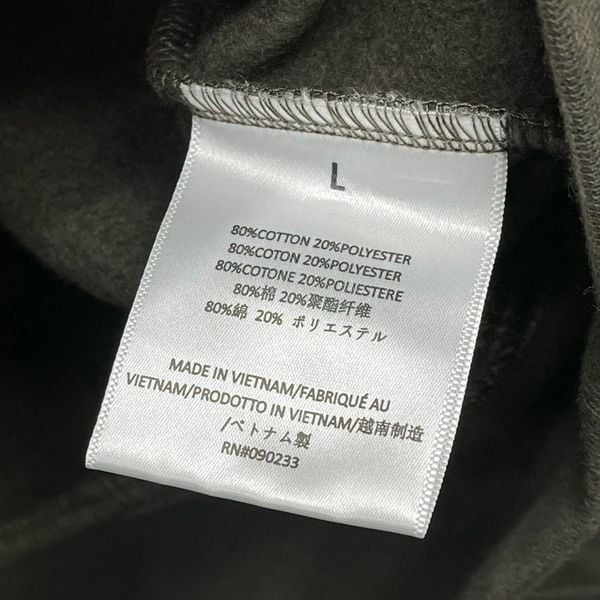 L
80%COTTON 20%POLYESTER
80%COTTON 20%POLYESTER
80%COTONE 20%POLIESTERE
80%棉 20%聚酯纤维
80%綿 20% ポリエステル
MADE IN VIETNAM/FABRIQUÉ AU
VIETNAM/PRODOTTO IN VIETNAM/越南制造
/ベトナム製
RN#090233